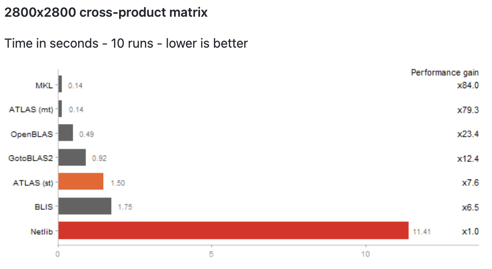 2800x2800 cross-product matrix
Time in seconds - 10 runs - lower is better
Performance gain
MKL 0.14 x84.0
ATLAS (mt) 0.14 x79.3
OpenBLAS 0.49 x23.4
GotoBLAS2 0.92 x12.4
ATLAS (st) 1.50 x7.6
BLIS 1.75 x6.5
Netlib 11.41 x1.0
0 5 10